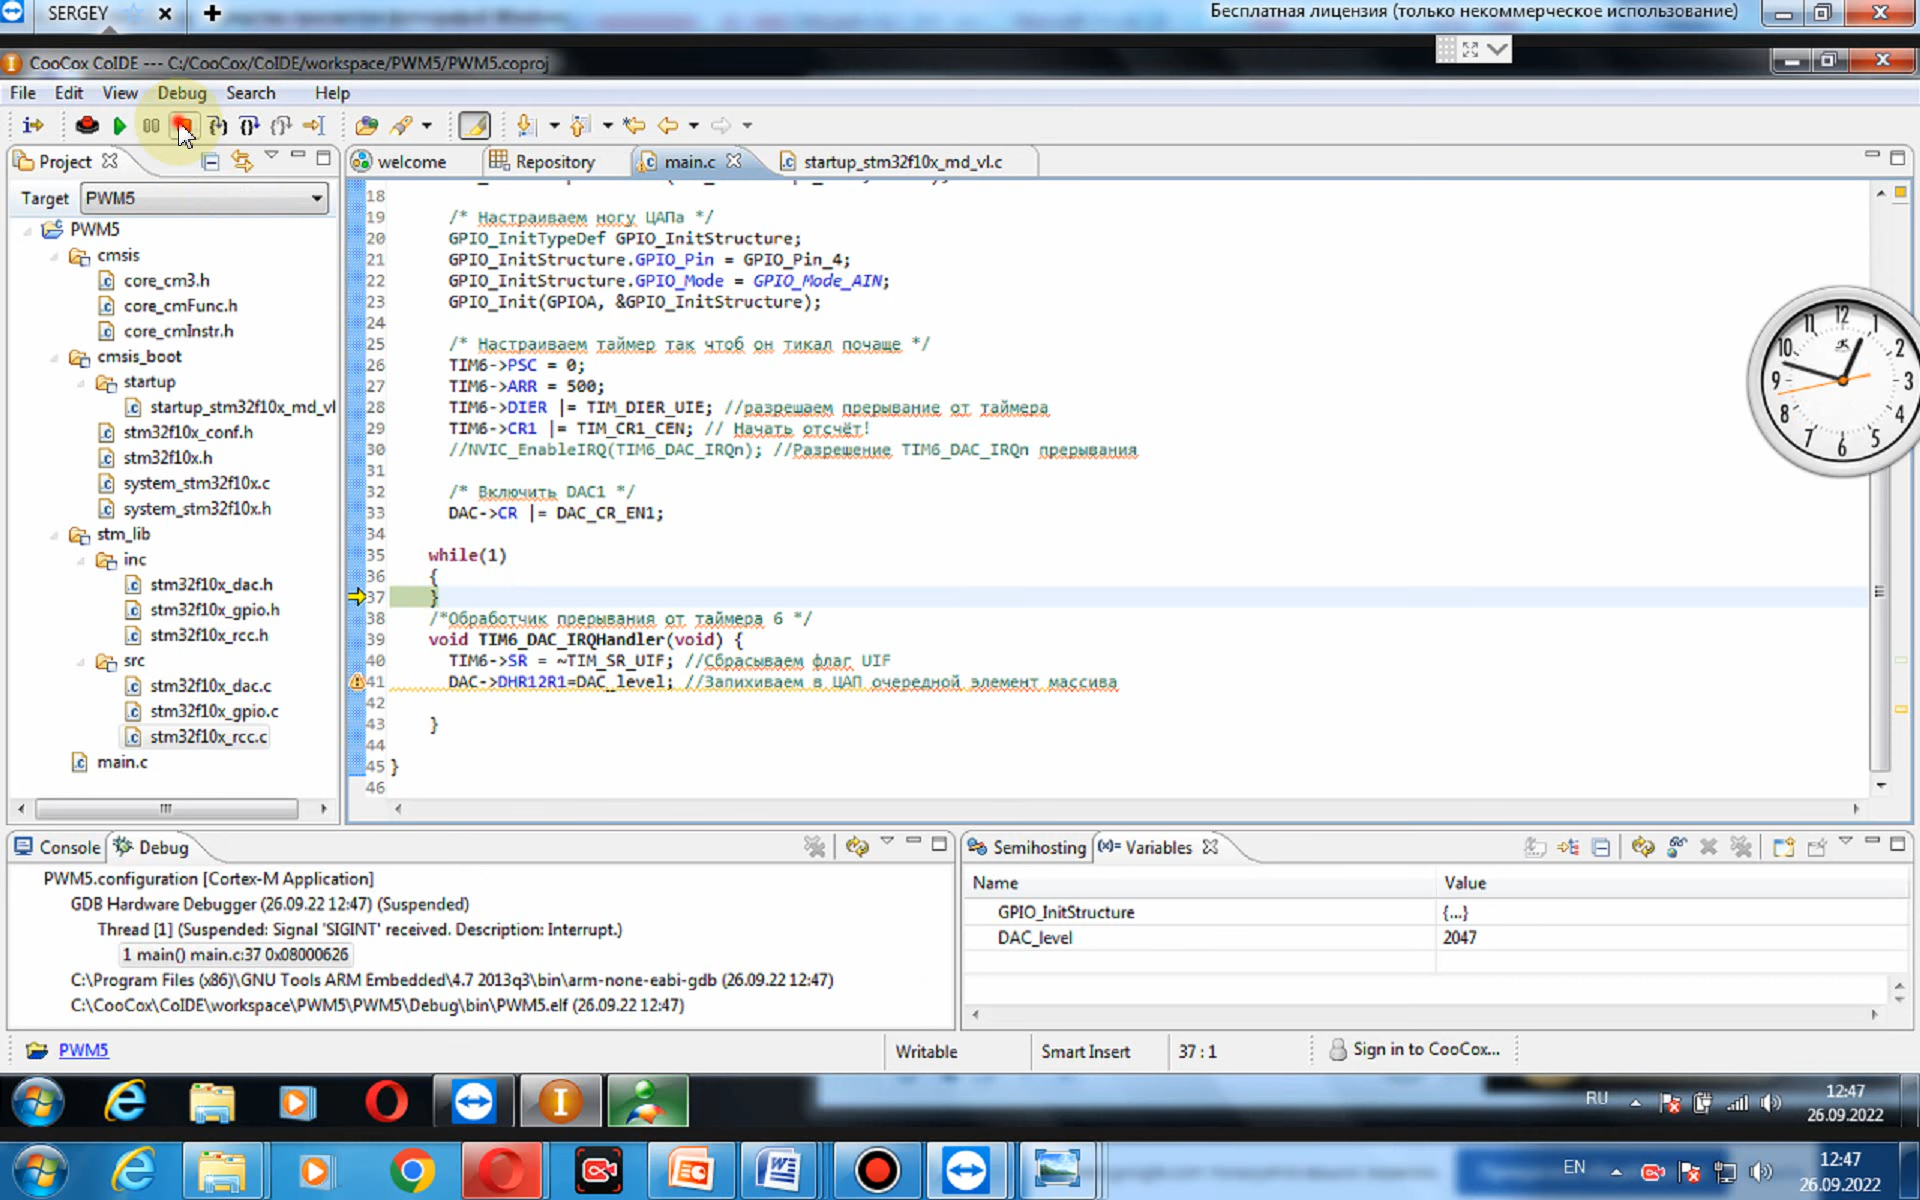 SERGEY
Бесплатная лицензия (только некоммерческое использование)
CooCox CoIDE --- C:/CooCox/CoIDE/workspace/PWM5/PWM5.coproj
File Edit View Debug Search Help
Project
welcome Repository main.c startup_stm32f10x_md_vl.c
Target PWM5
PWM5
cmsis
core_cm3.h
core_cmFunc.h
core_cmInstr.h
cmsis_boot
startup
startup_stm32f10x_md_vl
stm32f10x_conf.h
stm32f10x.h
system_stm32f10x.c
system_stm32f10x.h
stm_lib
inc
stm32f10x_dac.h
stm32f10x_gpio.h
stm32f10x_rcc.h
src
stm32f10x_dac.c
stm32f10x_gpio.c
stm32f10x_rcc.c
main.c
18
19 /* Настраиваем ногу ЦАПа */
20 GPIO_InitTypeDef GPIO_InitStructure;
21 GPIO_InitStructure.GPIO_Pin = GPIO_Pin_4;
22 GPIO_InitStructure.GPIO_Mode = GPIO_Mode_AIN;
23 GPIO_Init(GPIOA, &GPIO_InitStructure);
24
25 /* Настраиваем таймер так чтоб он тикал почаще */
26 TIM6->PSC = 0;
27 TIM6->ARR = 500;
28 TIM6->DIER |= TIM_DIER_UIE; //разрешаем прерывание от таймера
29 TIM6->CR1 |= TIM_CR1_CEN; // Начать отсчёт!
30 //NVIC_EnableIRQ(TIM6_DAC_IRQn); //Разрешение TIM6_DAC_IRQn прерывания
31
32 /* Включить DAC1 */
33 DAC->CR |= DAC_CR_EN1;
34
35 while(1)
36 {
37 }
38 /*Обработчик прерывания от таймера 6 */
39 void TIM6_DAC_IRQHandler(void) {
40 TIM6->SR = ~TIM_SR_UIF; //Сбрасываем флаг UIF
41 DAC->DHR12R1=DAC_level; //Запихиваем в ЦАП очередной элемент массива
42
43 }
44
45 }
46
12 1 2 3 4 5 6 7 8 9 10 11
Console Debug
PWM5.configuration [Cortex-M Application]
GDB Hardware Debugger (26.09.22 12:47) (Suspended)
Thread [1] (Suspended: Signal 'SIGINT' received. Description: Interrupt.)
1 main() main.c:37 0x08000626
C:\Program Files (x86)\GNU Tools ARM Embedded\4.7 2013q3\bin\arm-none-eabi-gdb (26.09.22 12:47)
C:\CooCox\CoIDE\workspace\PWM5\PWM5\Debug\bin\PWM5.elf (26.09.22 12:47)
Semihosting (x)= Variables
Name Value
GPIO_InitStructure {...}
DAC_level 2047
PWM5 Writable Smart Insert 37 : 1 Sign in to CooCox...
RU 12:47
26.09.2022
EN 12:47
26.09.2022